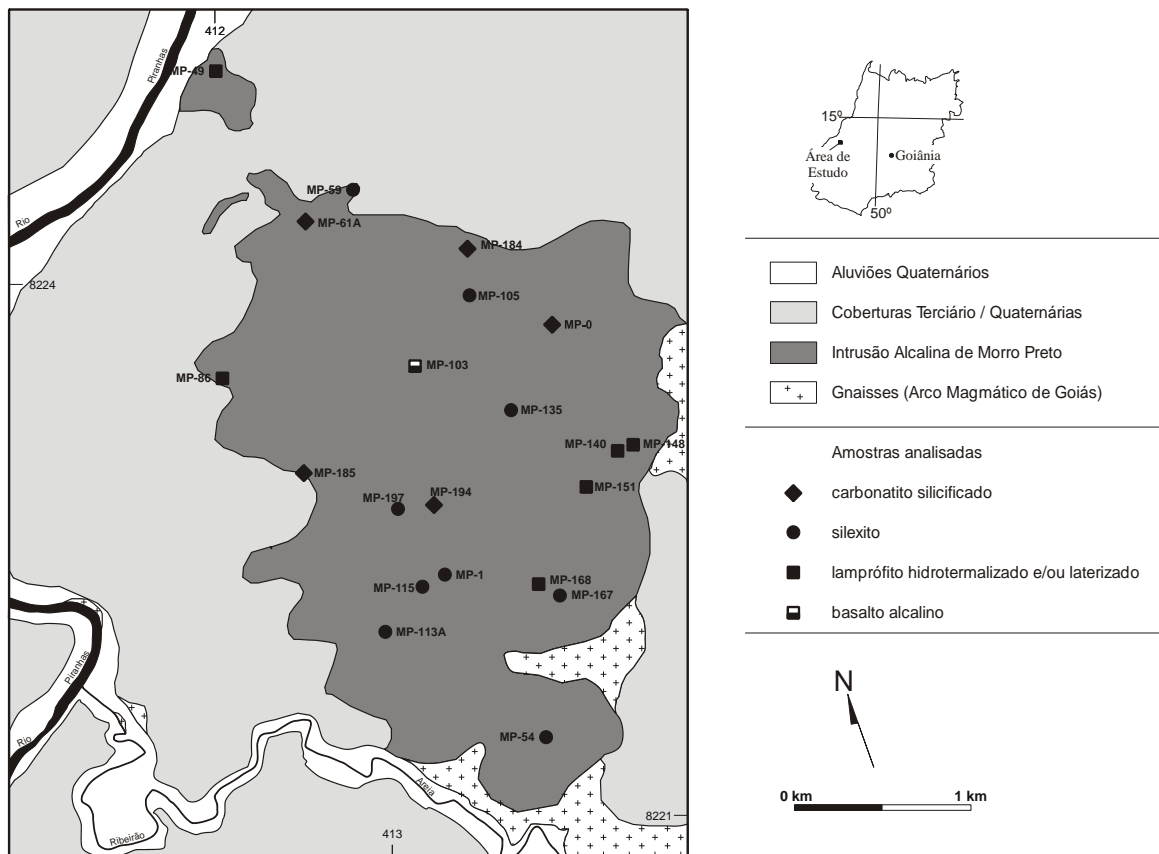 412
Piranhas
MP-49
Rio
MP-59
MP-61A
MP-184
8224
MP-105
MP-0
MP-103
MP-86
MP-135
MP-140
MP-148
MP-185
MP-194
MP-151
MP-197
MP-1
MP-168
MP-115
MP-167
MP-113A
Piranhas
Rio
MP-54
Areia
Ribeirão
413
8221
15º
Área de
Estudo
Goiânia
50º
Aluviões Quaternários
Coberturas Terciário / Quaternárias
Intrusão Alcalina de Morro Preto
Gnaisses (Arco Magmático de Goiás)
Amostras analisadas
carbonatito silicificado
silexito
lamprófito hidrotermalizado e/ou laterizado
basalto alcalino
N
0 km 1 km